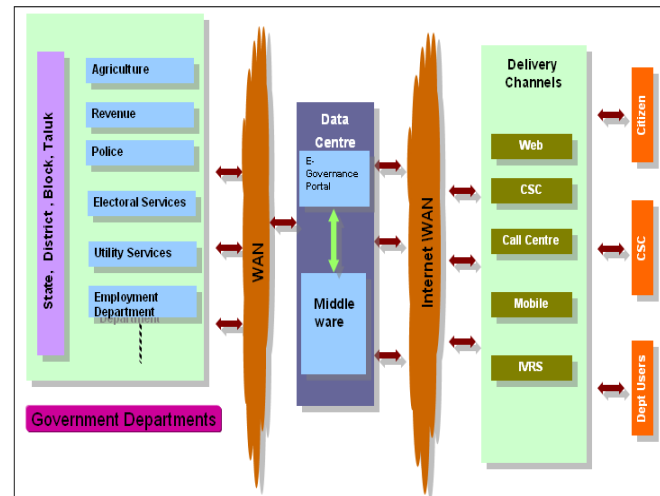 State, District , Block, Taluk
Agriculture
Revenue
Police
Electoral Services
Utility Services
Employment
Department
Department
Government Departments
WAN
Data
Centre
E-
Governance
Portal
Middle
ware
Internet \WAN
Delivery
Channels
Web
CSC
Call Centre
Mobile
IVRS
Citizen
CSC
Dept Users